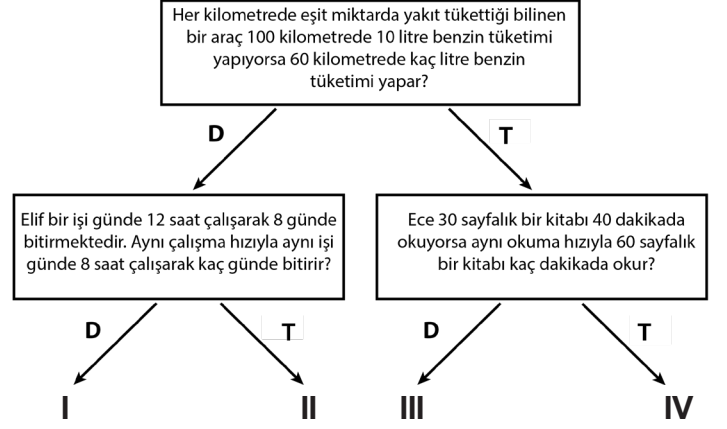 Her kilometrede eşit miktarda yakıt tükettiği bilinen
bir araç 100 kilometrede 10 litre benzin tüketimi
yapıyorsa 60 kilometrede kaç litre benzin
tüketimi yapar?
D
T
Elif bir işi günde 12 saat çalışarak 8 günde
bitirmektedir. Aynı çalışma hızıyla aynı işi
günde 8 saat çalışarak kaç günde bitirir?
Ece 30 sayfalık bir kitabı 40 dakikada
okuyorsa aynı okuma hızıyla 60 sayfalık
bir kitabı kaç dakikada okur?
D
T
D
T
I
II
III
IV